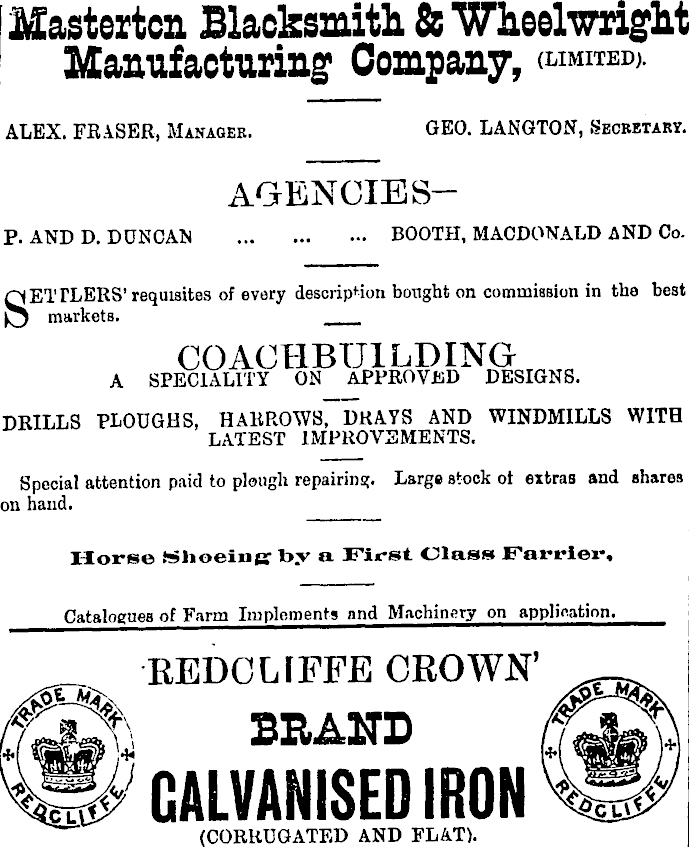 Masterton Blacksmith & Wheelwright
Manufacturing Company, (LIMITED).
ALEX. FRASER, MANAGER. GEO. LANGTON, SECRETARY.
AGENCIES—
P. AND D. DUNCAN ... ... ... BOOTH, MACDONALD AND Co.
SETTLERS' requisites of every description bought on commission in the best
markets.
COACHBUILDING
A SPECIALITY ON APPROVED DESIGNS.
DRILLS PLOUGHS, HARROWS, DRAYS AND WINDMILLS WITH
LATEST IMPROVEMENTS.
Special attention paid to plough repairing. Large stock of extras and shares
on hand.
Horse Shoeing by a First Class Farrier.
Catalogues of Farm Implements and Machinery on application.
'REDCLIFFE CROWN'
BRAND
GALVANISED IRON
(CORRUGATED AND FLAT).
TRADE MARK
REDCLIFFE
TRADE MARK
REDCLIFFE